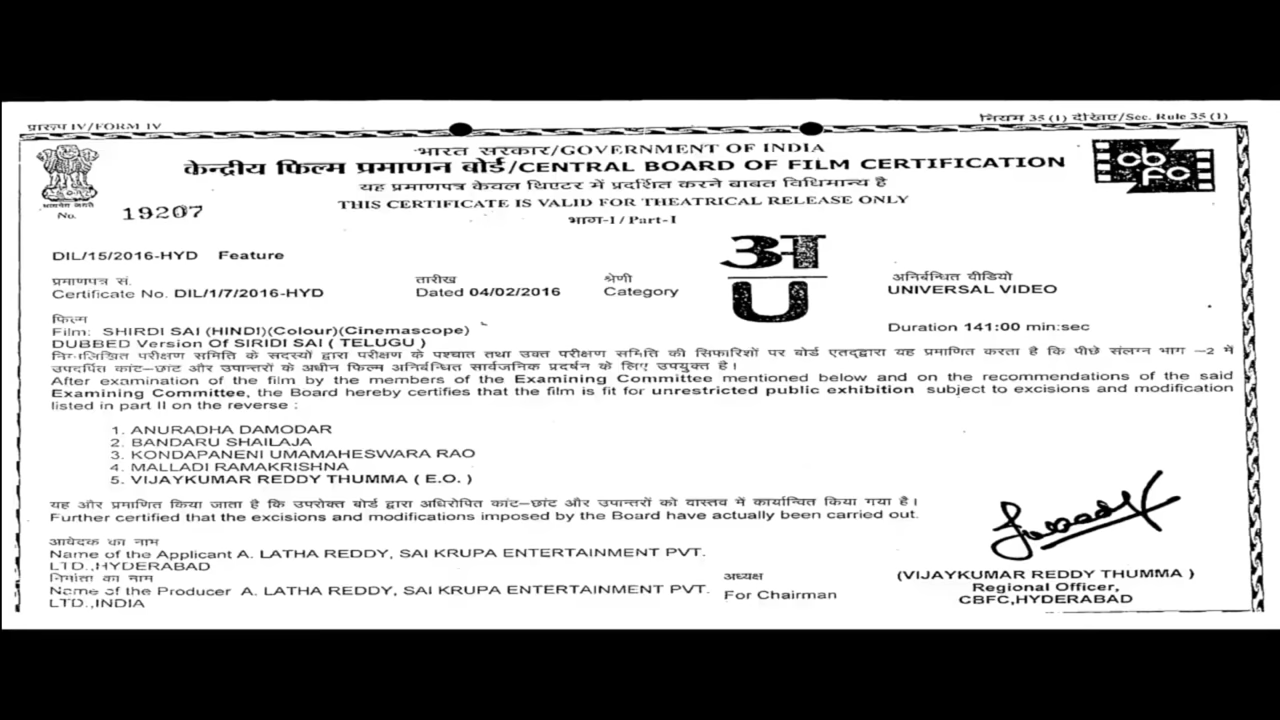 प्रारुप IV/FORM IV
नियम 35 (1) देखिए/Sec. Rule 35 (1)
भारत सरकार/GOVERNMENT OF INDIA
केन्द्रीय फिल्म प्रमाणन बोर्ड/CENTRAL BOARD OF FILM CERTIFICATION
cb
fc
यह प्रमाणपत्र केवल थिएटर में प्रदर्शित करने बाबत विधिमान्य है
THIS CERTIFICATE IS VALID FOR THEATRICAL RELEASE ONLY
सत्यमेव जयते
No. 19207
भाग-I / Part-I
DIL/15/2016-HYD Feature
अ
U
प्रमाणपत्र सं. तारीख श्रेणी अनिर्बन्धित वीडियो
Certificate No. DIL/1/7/2016-HYD Dated 04/02/2016 Category UNIVERSAL VIDEO
फिल्म
Film: SHIRDI SAI (HINDI)(Colour)(Cinemascope) Duration 141:00 min:sec
DUBBED Version Of SIRIDI SAI ( TELUGU )
निम्नलिखित परीक्षण समिति के सदस्यों द्वारा परीक्षण के पश्चात तथा उक्त परीक्षण समिति की सिफारिशों पर बोर्ड एतद्द्वारा यह प्रमाणित करता है कि पीछे संलग्न भाग -2 में
उपदर्षित कांट-छाट और उपान्तरों के अधीन फिल्म अनिर्बन्धित सार्वजनिक प्रदर्षन के लिए उपयुक्त है।
After examination of the film by the members of the Examining Committee mentioned below and on the recommendations of the said
Examining Committee, the Board hereby certifies that the film is fit for unrestricted public exhibition subject to excisions and modification
listed in part II on the reverse :
1. ANURADHA DAMODAR
2. BANDARU SHAILAJA
3. KONDAPANENI UMAMAHESWARA RAO
4. MALLADI RAMAKRISHNA
5. VIJAYKUMAR REDDY THUMMA ( E.O. )
यह और प्रमाणित किया जाता है कि उपरोक्त बोर्ड द्वारा अधिरोपित कांट-छांट और उपान्तरों को वास्तव में कार्यान्वित किया गया है।
Further certified that the excisions and modifications imposed by the Board have actually been carried out.
आवेदक का नाम
Name of the Applicant A. LATHA REDDY, SAI KRUPA ENTERTAINMENT PVT.
LTD.,HYDERABAD
निर्माता का नाम
Name of the Producer A. LATHA REDDY, SAI KRUPA ENTERTAINMENT PVT.
LTD.,INDIA
अध्यक्ष
For Chairman
(VIJAYKUMAR REDDY THUMMA )
Regional Officer,
CBFC,HYDERABAD